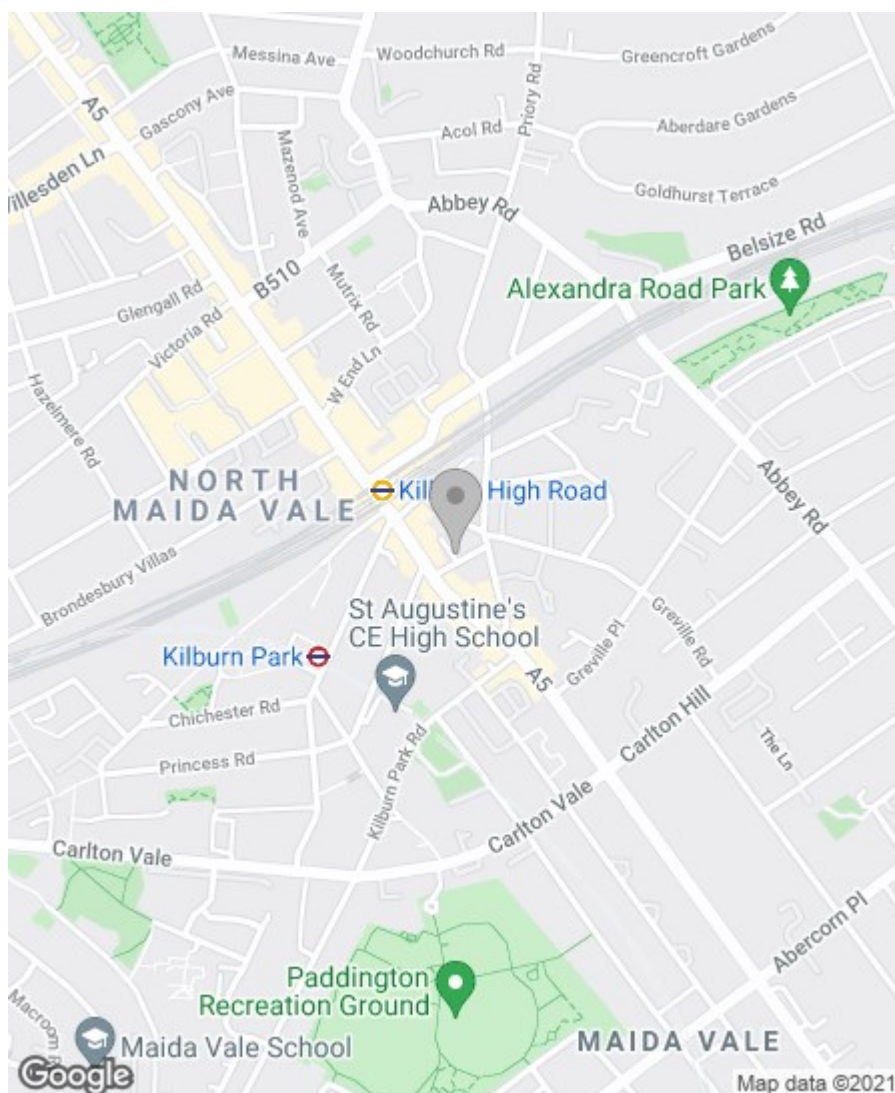 Messina Ave
Woodchurch Rd
Greencroft Gardens
A5
Gascony Ave
Priory Rd
Acol Rd
Aberdare Gardens
Mazenod Ave
Willesden Ln
Goldhurst Terrace
Abbey Rd
Belsize Rd
B510
Mutrix Rd
Glengall Rd
Victoria Rd
Alexandra Road Park
W End Ln
Hazelmere Rd
NORTH
MAIDA VALE
High Road
Abbey Rd
Brondesbury Villas
St Augustine's
CE High School
Kilburn Park
Greville Pl
Greville Rd
A5
Chichester Rd
Carlton Hill
The Ln
Princess Rd
Kilburn Park Rd
Carlton Vale
Carlton Vale
Abercorn Pl
Paddington
Recreation Ground
Macroom R
Maida Vale School
MAIDA VALE
Google
Map data ©2021